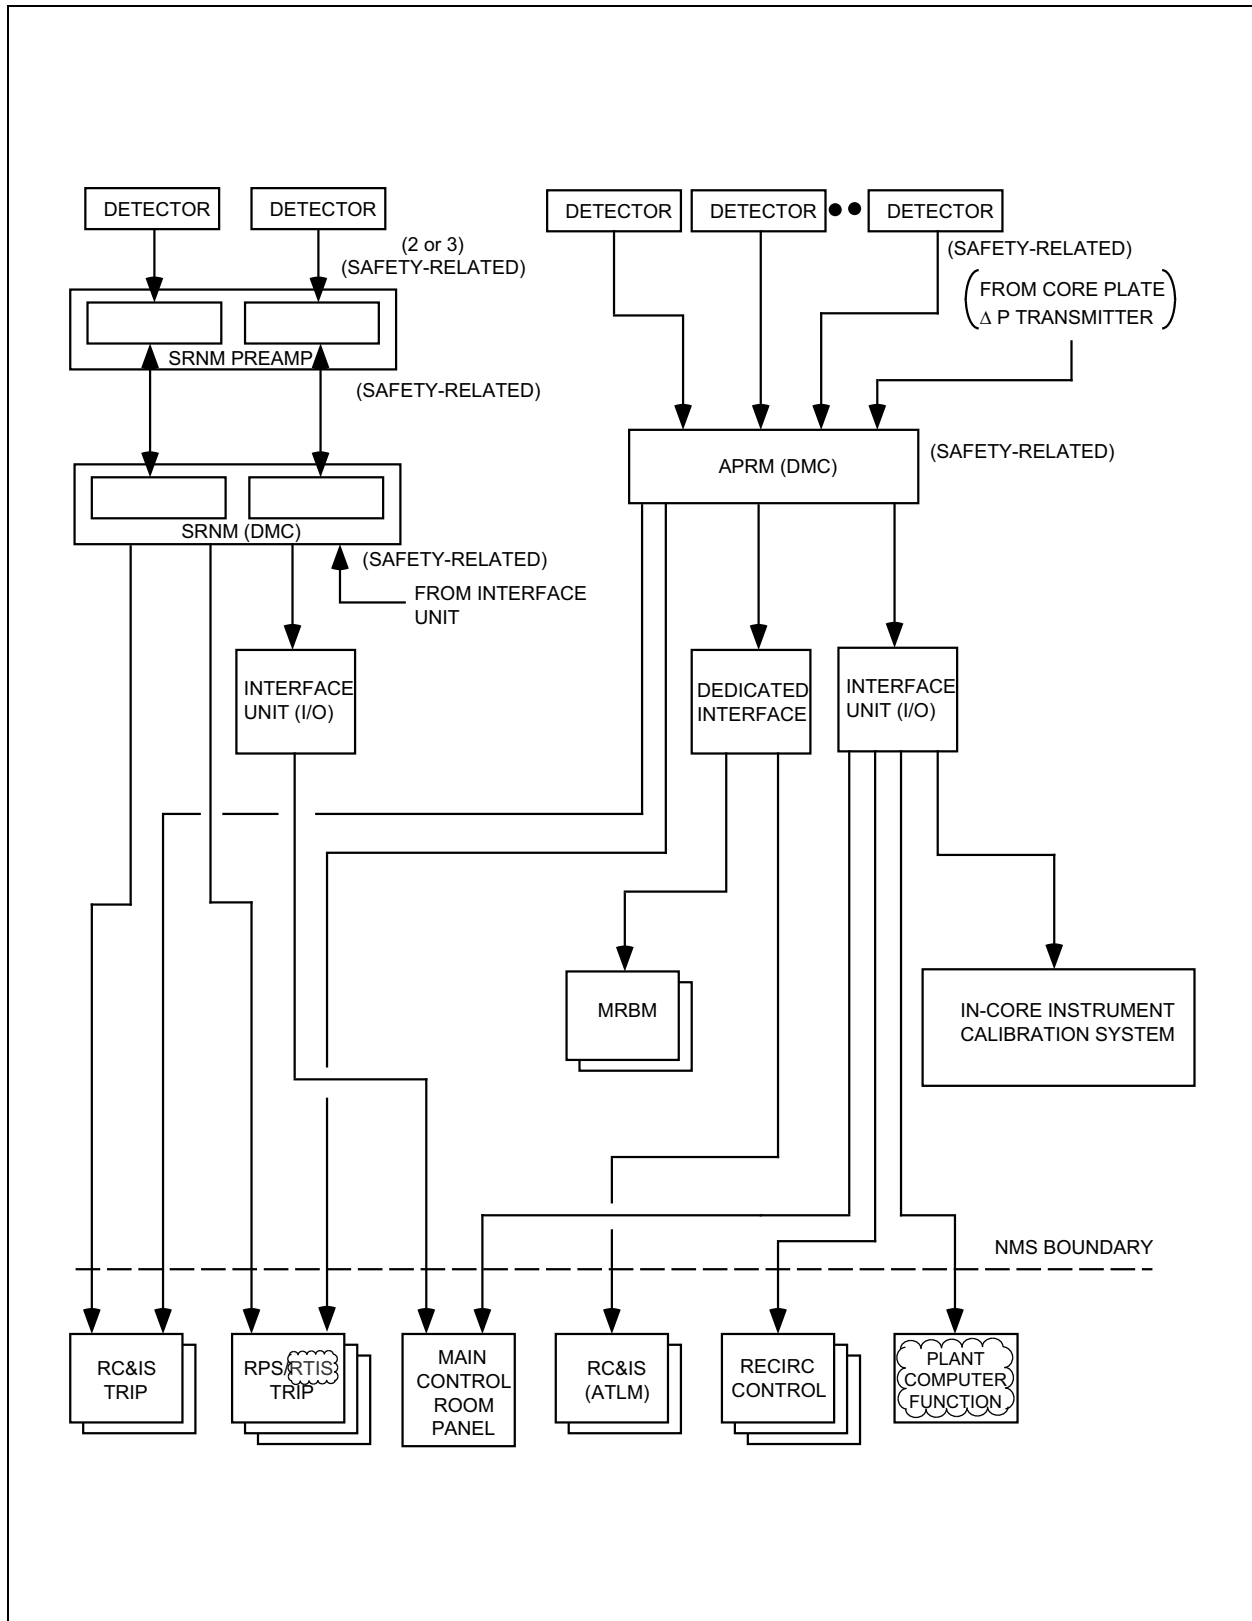 DETECTOR
DETECTOR
DETECTOR
DETECTOR
DETECTOR
(2 or 3)
(SAFETY-RELATED)
(SAFETY-RELATED)
FROM CORE PLATE
Δ P TRANSMITTER
SRNM PREAMP
(SAFETY-RELATED)
APRM (DMC)
(SAFETY-RELATED)
SRNM (DMC)
(SAFETY-RELATED)
FROM INTERFACE
UNIT
INTERFACE
UNIT (I/O)
DEDICATED
INTERFACE
INTERFACE
UNIT (I/O)
MRBM
IN-CORE INSTRUMENT
CALIBRATION SYSTEM
NMS BOUNDARY
RC&IS
TRIP
RPS/RTIS
TRIP
MAIN
CONTROL
ROOM
PANEL
RC&IS
(ATLM)
RECIRC
CONTROL
PLANT
COMPUTER
FUNCTION